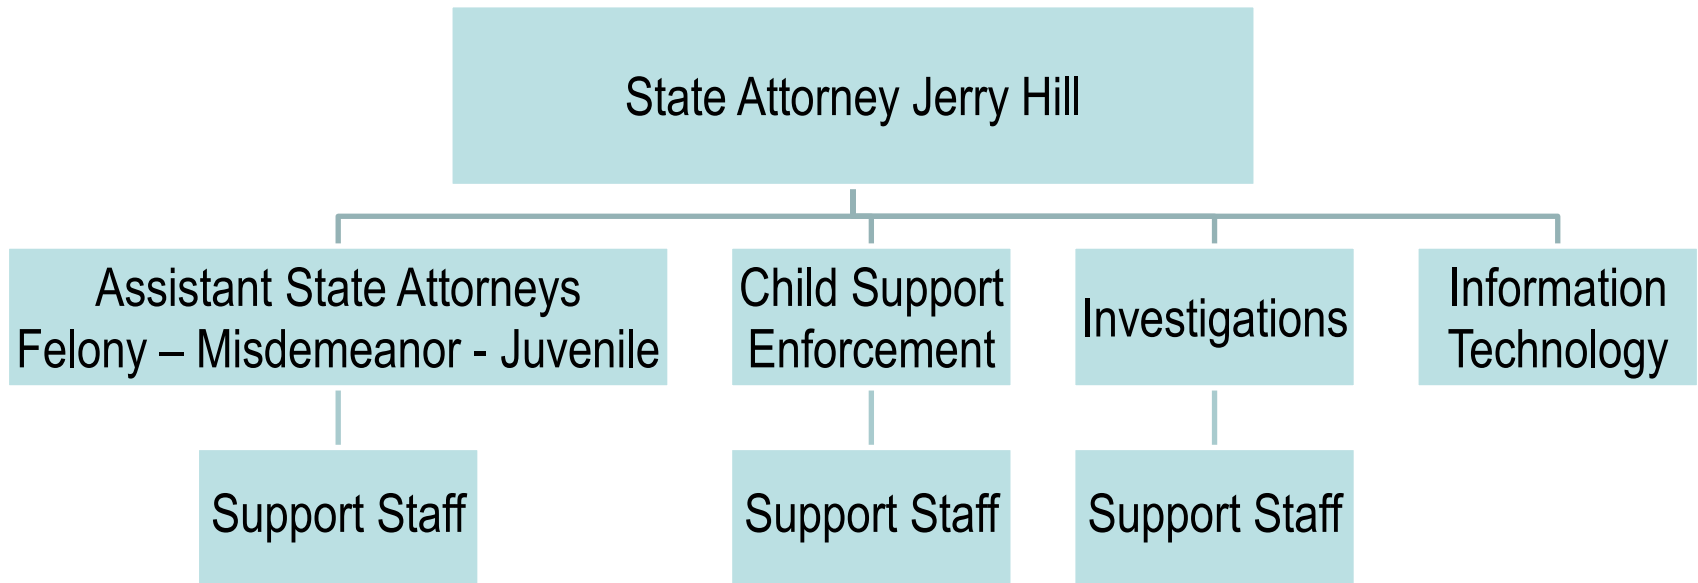 State Attorney Jerry Hill
Assistant State Attorneys
Felony – Misdemeanor - Juvenile
Child Support
Enforcement
Investigations
Information
Technology
Support Staff
Support Staff
Support Staff